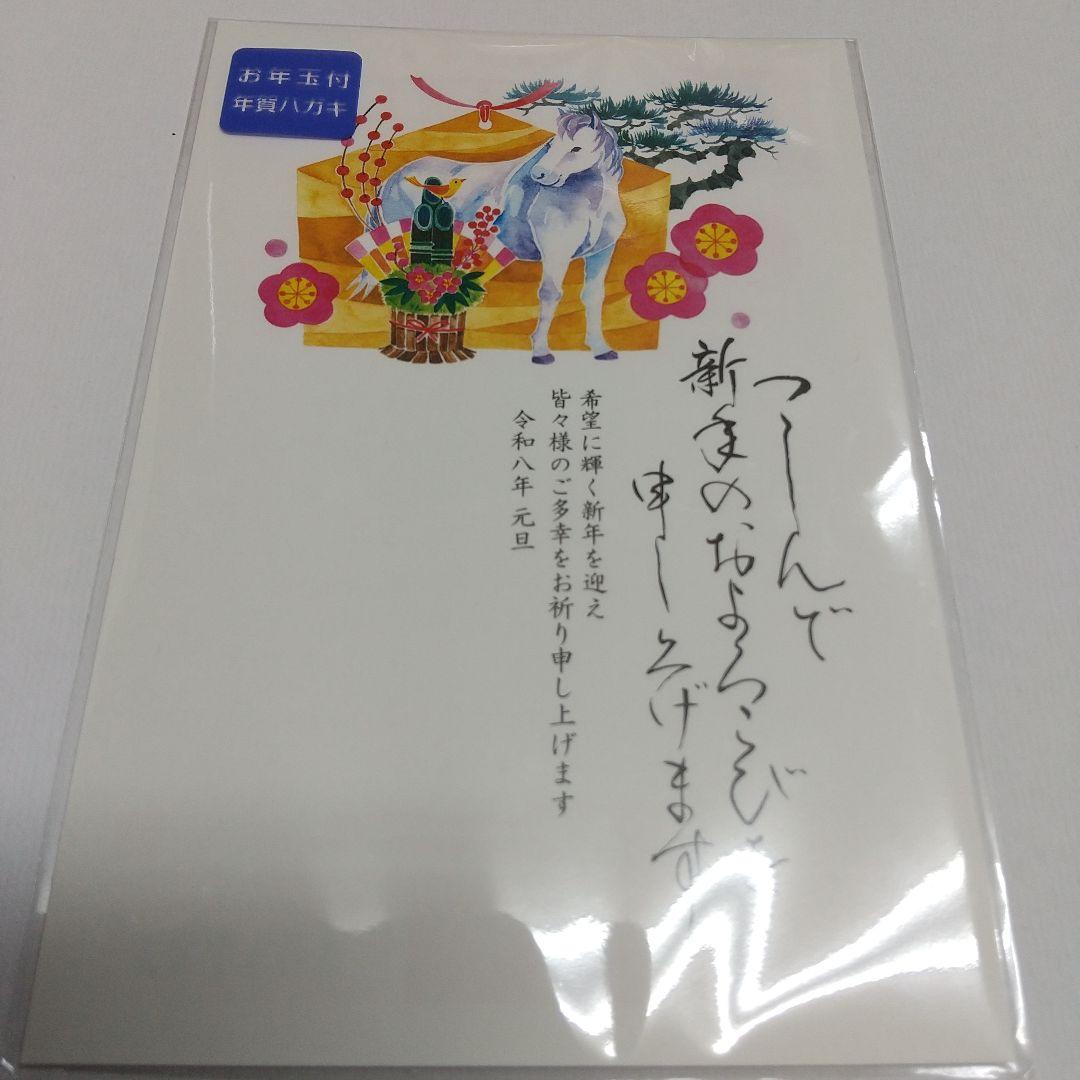 お年玉付
年賀ハガキ
つゝしんで
新年のおよろこびを
申し上げます
希望に輝く新年を迎え
皆々様のご多幸をお祈り申し上げます
令和八年 元旦